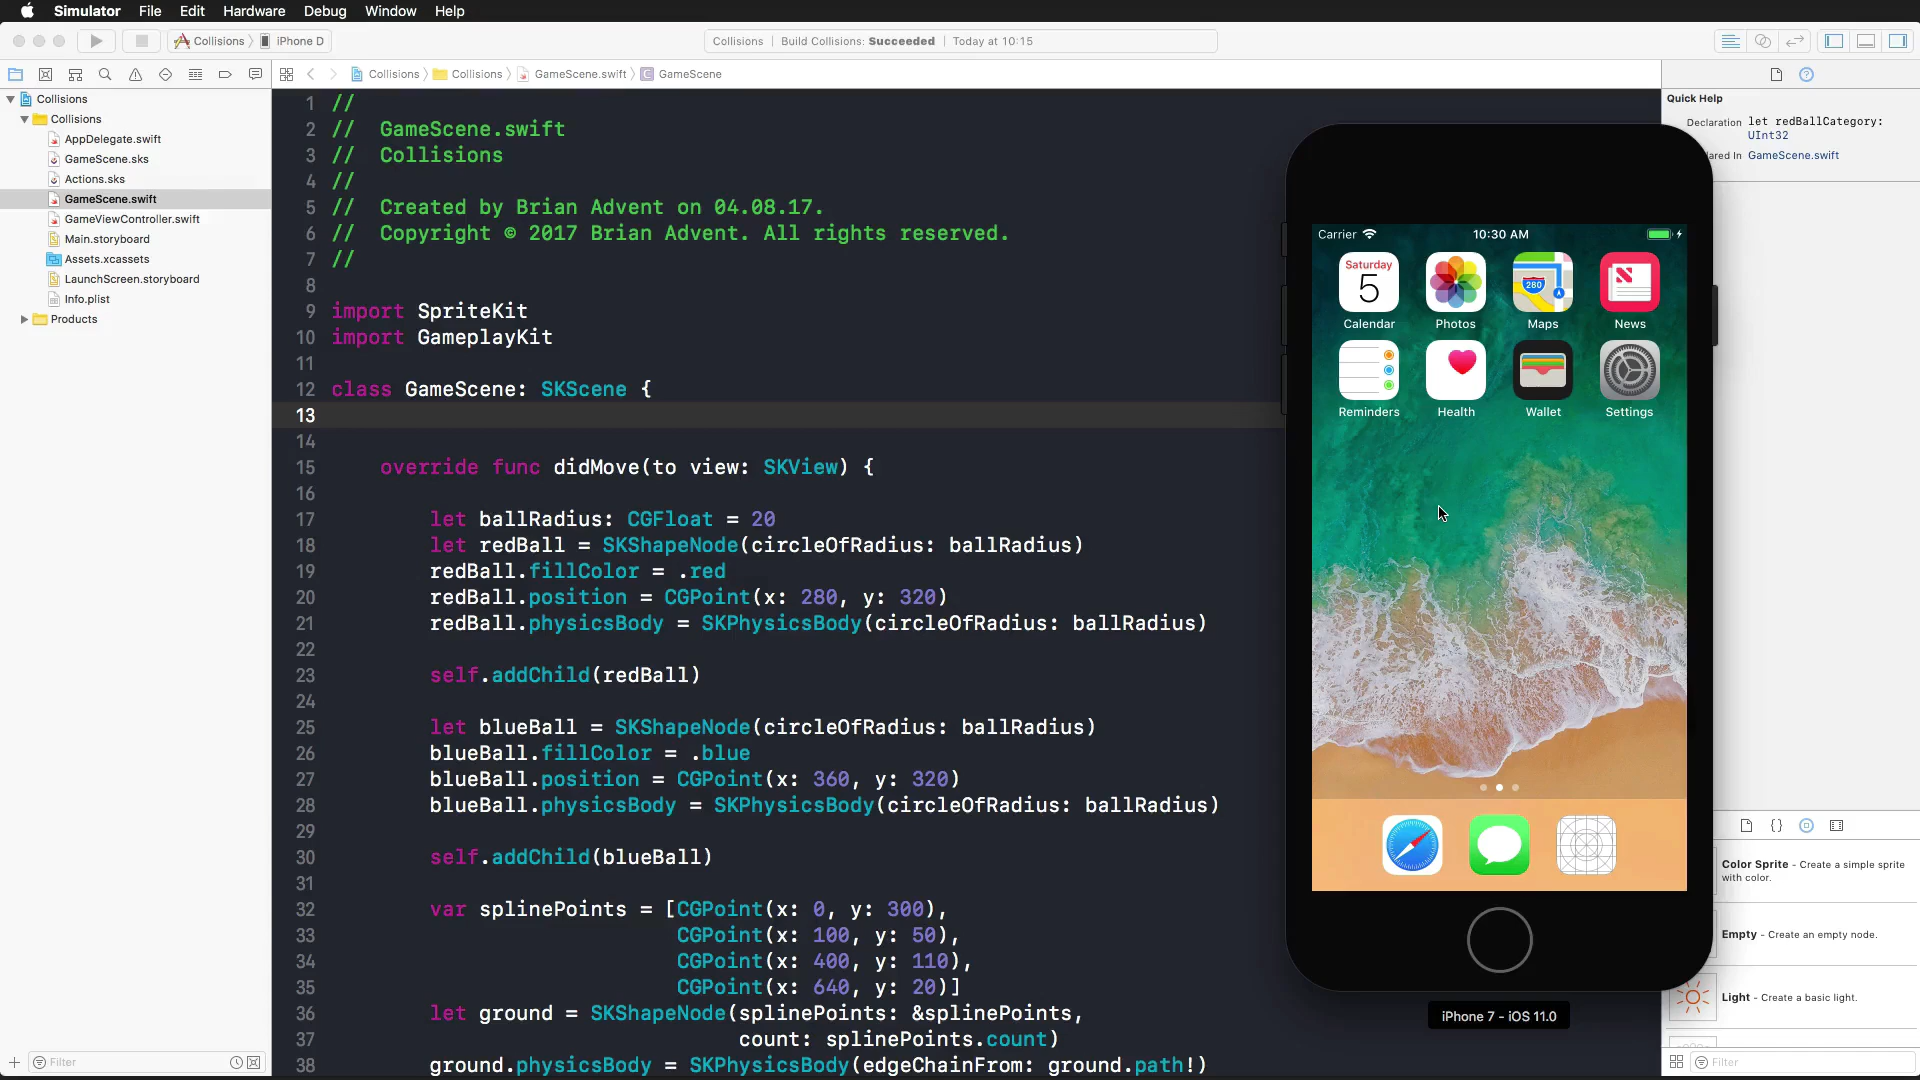 Simulator File Edit Hardware Debug Window Help
Collisions iPhone D
Collisions | Build Collisions: Succeeded | Today at 10:15
Collisions Collisions GameScene.swift GameScene
Collisions
Collisions
AppDelegate.swift
GameScene.sks
Actions.sks
GameScene.swift
GameViewController.swift
Main.storyboard
Assets.xcassets
LaunchScreen.storyboard
Info.plist
Products
Filter
1 //
2 // GameScene.swift
3 // Collisions
4 //
5 // Created by Brian Advent on 04.08.17.
6 // Copyright © 2017 Brian Advent. All rights reserved.
7 //
8
9 import SpriteKit
10 import GameplayKit
11
12 class GameScene: SKScene {
13
14
15 override func didMove(to view: SKView) {
16
17 let ballRadius: CGFloat = 20
18 let redBall = SKShapeNode(circleOfRadius: ballRadius)
19 redBall.fillColor = .red
20 redBall.position = CGPoint(x: 280, y: 320)
21 redBall.physicsBody = SKPhysicsBody(circleOfRadius: ballRadius)
22
23 self.addChild(redBall)
24
25 let blueBall = SKShapeNode(circleOfRadius: ballRadius)
26 blueBall.fillColor = .blue
27 blueBall.position = CGPoint(x: 360, y: 320)
28 blueBall.physicsBody = SKPhysicsBody(circleOfRadius: ballRadius)
29
30 self.addChild(blueBall)
31
32 var splinePoints = [CGPoint(x: 0, y: 300),
33 CGPoint(x: 100, y: 50),
34 CGPoint(x: 400, y: 110),
35 CGPoint(x: 640, y: 20)]
36 let ground = SKShapeNode(splinePoints: &splinePoints,
37 count: splinePoints.count)
38 ground.physicsBody = SKPhysicsBody(edgeChainFrom: ground.path!)
Carrier 10:30 AM
Saturday
5
280
Calendar Photos Maps News
Reminders Health Wallet Settings
iPhone 7 - iOS 11.0
Quick Help
Declaration let redBallCategory:
UInt32
ared In GameScene.swift
{}
Color Sprite - Create a simple sprite
with color.
Empty - Create an empty node.
Light - Create a basic light.
Filter